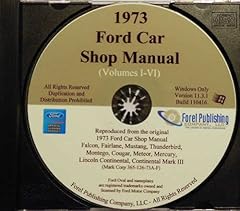 1973
Ford Car
Shop Manual
(Volumes I-VI)
All Rights Reserved
Duplication and
Distribution Prohibited
Windows Only
Version 11.3.1
Build 110416
Forel Publishing
Reproduced from the original
1973 Ford Car Shop Manual
Falcon, Fairlane, Mustang, Thunderbird,
Montego, Cougar, Meteor, Mercury,
Lincoln Continental, Continental Mark III
Ford Oval and nameplates
are registered trademarks owned and
licensed by Ford Motor Company
Forel Publishing Company, LLC - All Rights Reserved